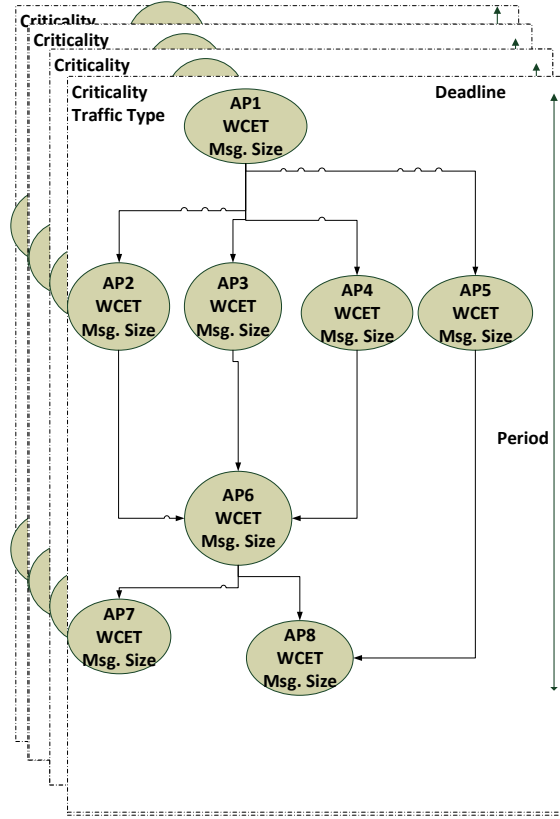 Criticality
Criticality
Criticality
Criticality Deadline
Traffic Type
AP1
WCET
Msg. Size
AP2
WCET
Msg. Size
AP3
WCET
Msg. Size
AP4
WCET
Msg. Size
AP5
WCET
Msg. Size
Period
AP6
WCET
Msg. Size
AP7
WCET
Msg. Size
AP8
WCET
Msg. Size